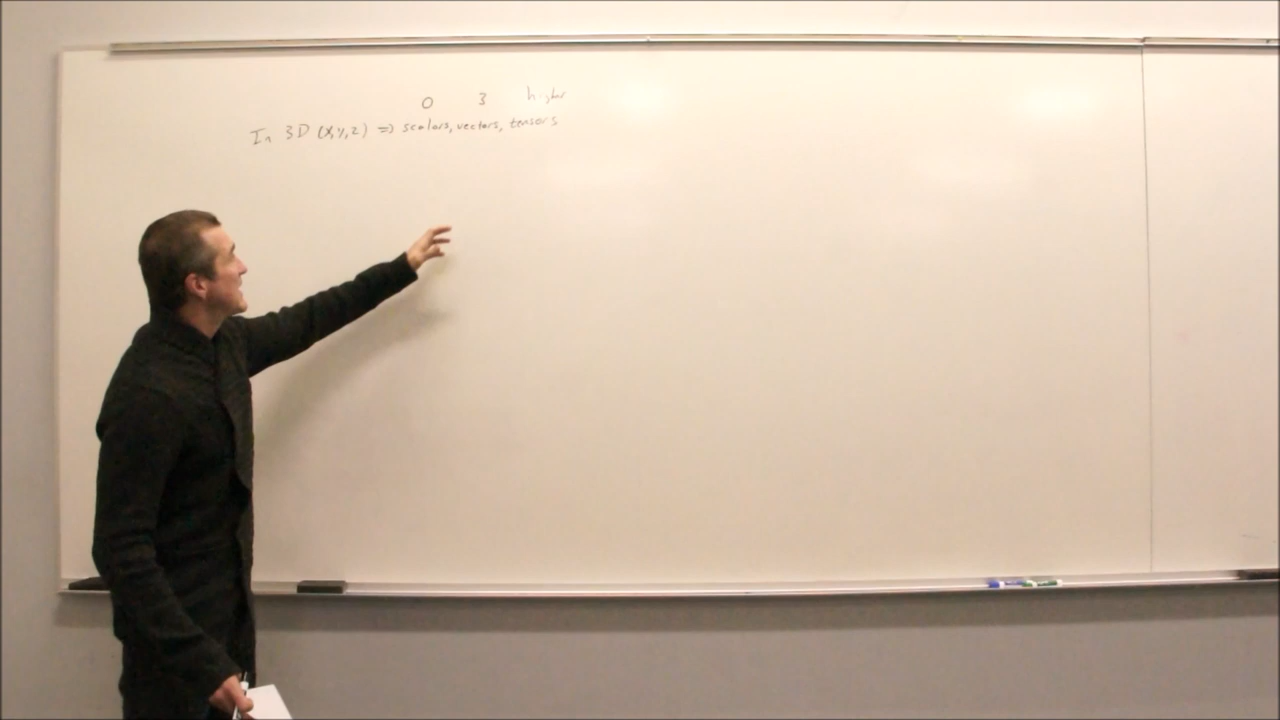 0 3 higher
In 3D (x,y,z) => scalars, vectors, tensors